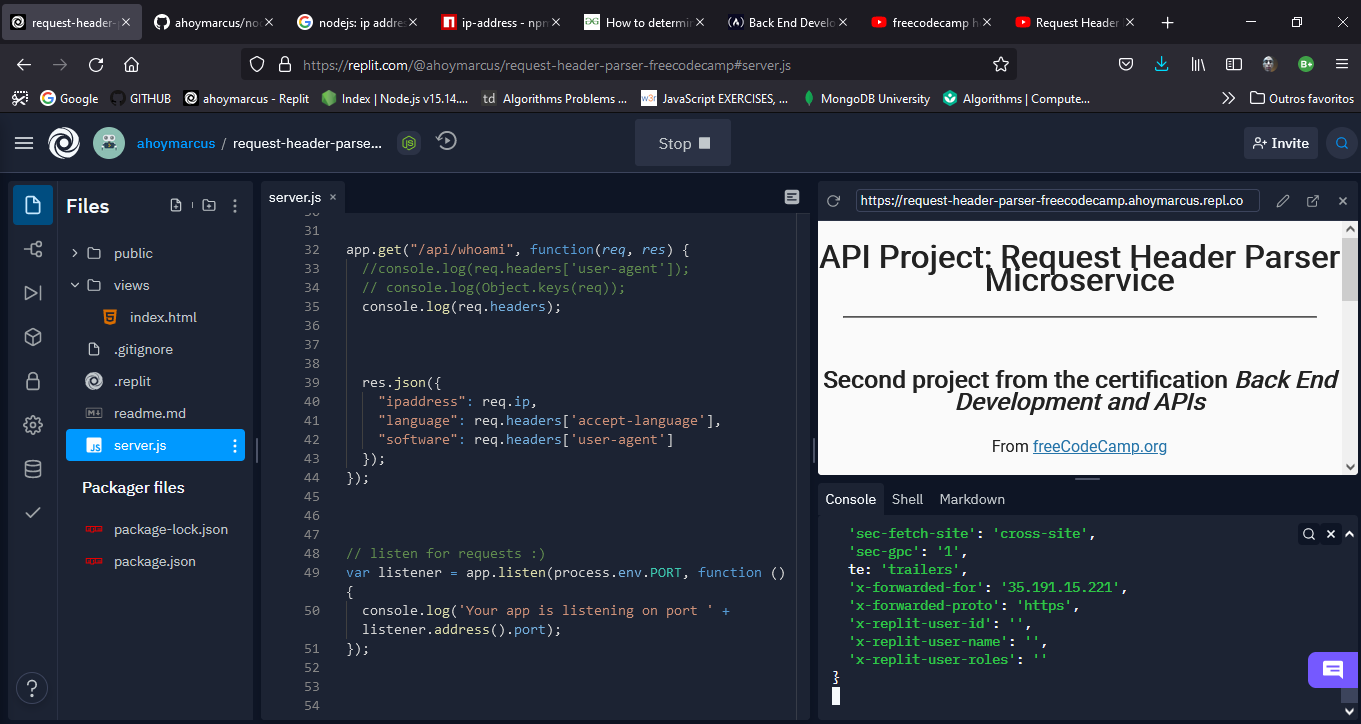 request-header-
ahoymarcus/noc
nodejs: ip addres
ip-address - npm
How to determin
Back End Develo
freecodecamp h
Request Header
https://replit.com/@ahoymarcus/request-header-parser-freecodecamp#server.js
Google
GITHUB
ahoymarcus - Replit
Index | Node.js v15.14....
td Algorithms Problems ...
w3r JavaScript EXERCISES, ...
MongoDB University
Algorithms | Compute...
Outros favoritos
ahoymarcus / request-header-parse...
Stop
Invite
Files
public
views
index.html
.gitignore
.replit
readme.md
server.js
Packager files
package-lock.json
package.json
server.js
30
31
32 app.get("/api/whoami", function(req, res) {
33 //console.log(req.headers['user-agent']);
34 // console.log(Object.keys(req));
35 console.log(req.headers);
36
37
38
39 res.json({
40 "ipaddress": req.ip,
41 "language": req.headers['accept-language'],
42 "software": req.headers['user-agent']
43 });
44 });
45
46
47
48 // listen for requests :)
49 var listener = app.listen(process.env.PORT, function ()
{
50 console.log('Your app is listening on port ' +
listener.address().port);
51 });
52
53
54
https://request-header-parser-freecodecamp.ahoymarcus.repl.co
API Project: Request Header Parser
Microservice
Second project from the certification Back End
Development and APIs
From freeCodeCamp.org
Console
Shell
Markdown
'sec-fetch-site': 'cross-site',
'sec-gpc': '1',
te: 'trailers',
'x-forwarded-for': '35.191.15.221',
'x-forwarded-proto': 'https',
'x-replit-user-id': '',
'x-replit-user-name': '',
'x-replit-user-roles': ''
}